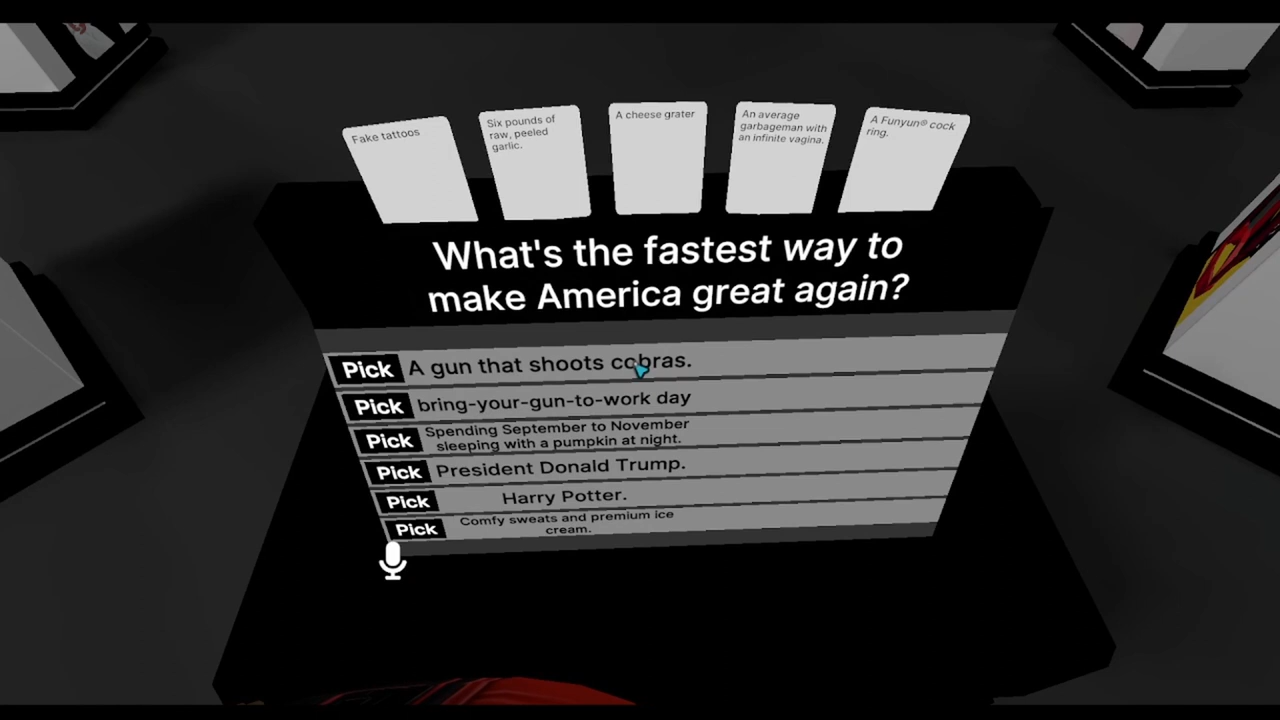 Fake tattoos
Six pounds of
raw, peeled
garlic.
A cheese grater
An average
garbageman with
an infinite vagina.
A Funyun® cock
ring.
What's the fastest way to
make America great again?
Pick A gun that shoots cobras.
Pick bring-your-gun-to-work day
Pick Spending September to November
sleeping with a pumpkin at night.
Pick President Donald Trump.
Pick Harry Potter.
Pick Comfy sweats and premium ice
cream.